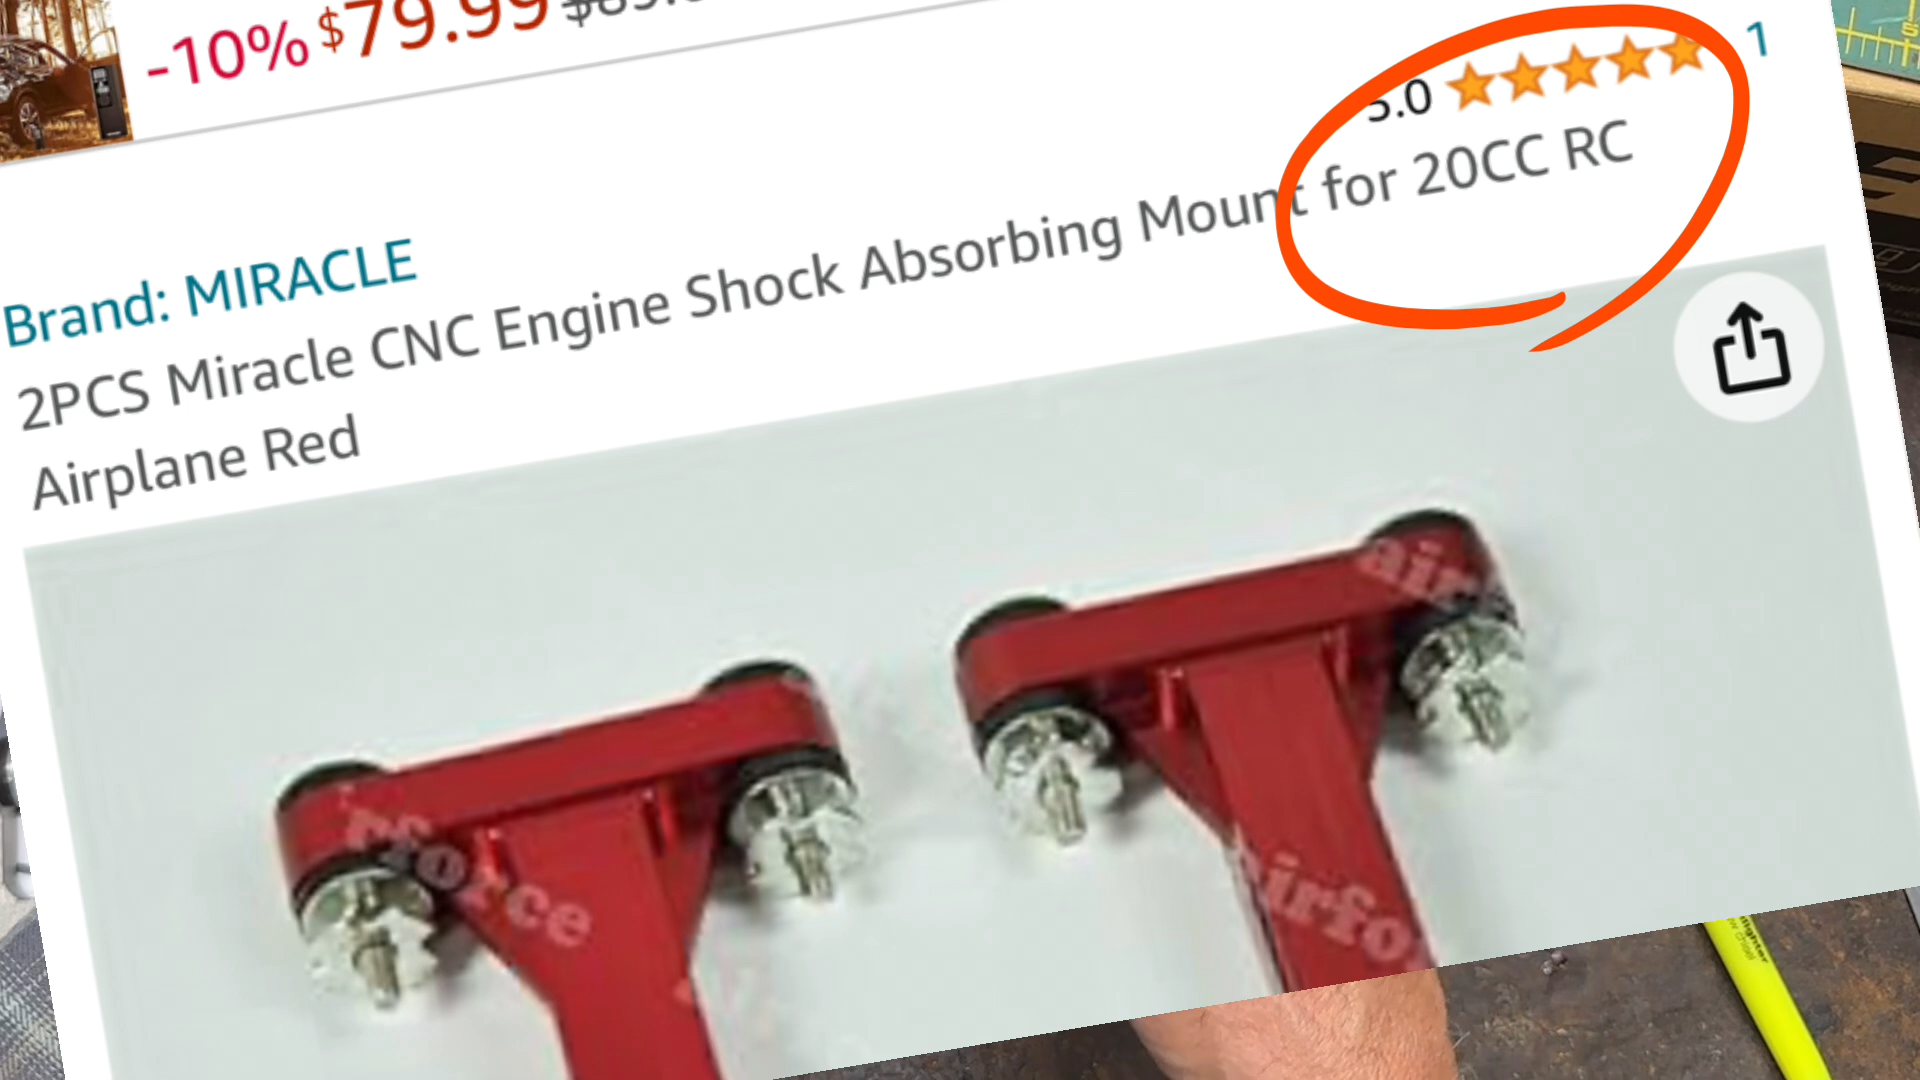 -10% $79.99
5.0 1
Brand: MIRACLE
2PCS Miracle CNC Engine Shock Absorbing Mount for 20CC RC
Airplane Red
airfo